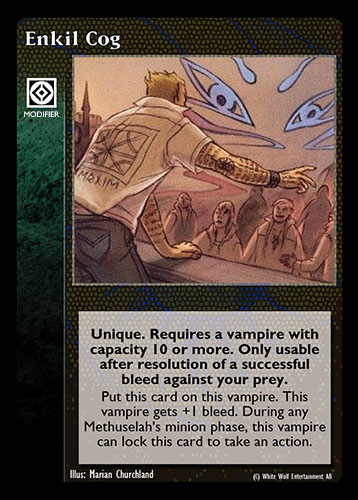 Enkil Cog
MODIFIER
Unique. Requires a vampire with
capacity 10 or more. Only usable
after resolution of a successful
bleed against your prey.
Put this card on this vampire. This
vampire gets +1 bleed. During any
Methuselah's minion phase, this vampire
can lock this card to take an action.
Illus: Marian Churchland
(C) White Wolf Entertainment AB